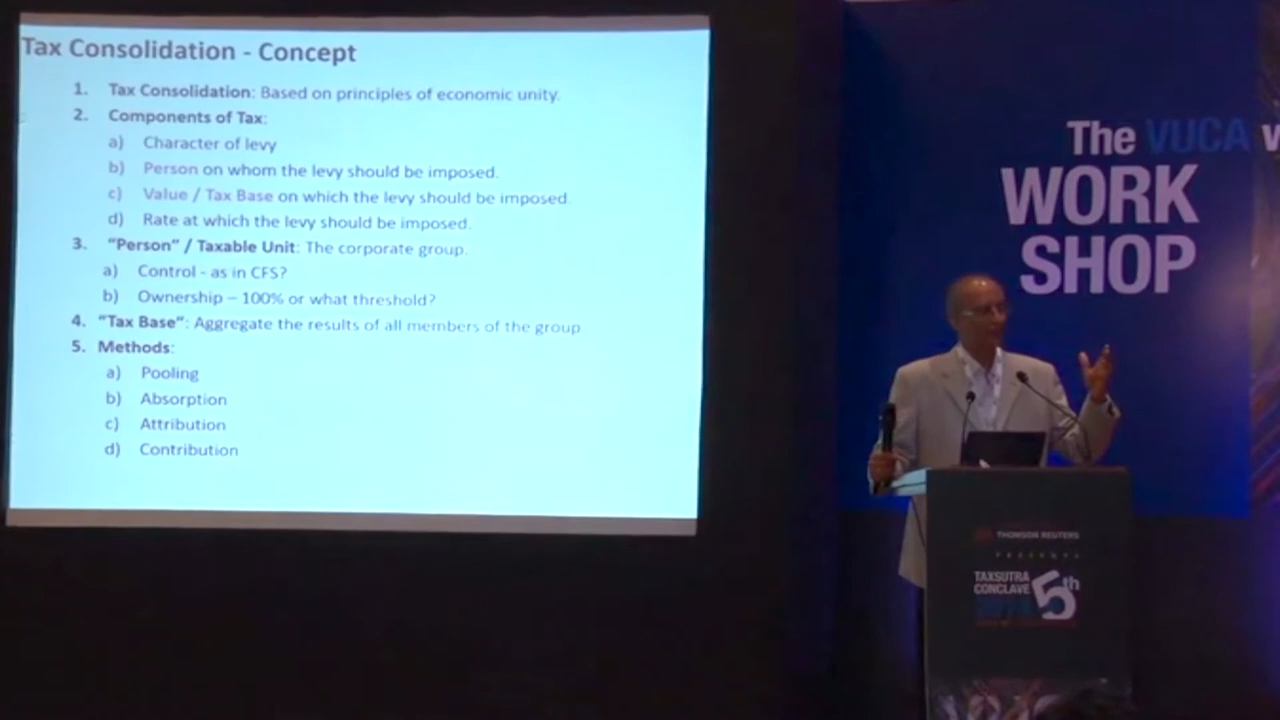 Tax Consolidation - Concept
1. Tax Consolidation: Based on principles of economic unity.
2. Components of Tax:
a) Character of levy
b) Person on whom the levy should be imposed.
c) Value / Tax Base on which the levy should be imposed.
d) Rate at which the levy should be imposed.
3. “Person” / Taxable Unit: The corporate group.
a) Control - as in CFS?
b) Ownership – 100% or what threshold?
4. “Tax Base”: Aggregate the results of all members of the group
5. Methods:
a) Pooling
b) Absorption
c) Attribution
d) Contribution
The VUCA
WORK
SHOP
THOMSON REUTERS
PRESENTS
TAXSUTRA
CONCLAVE
5th